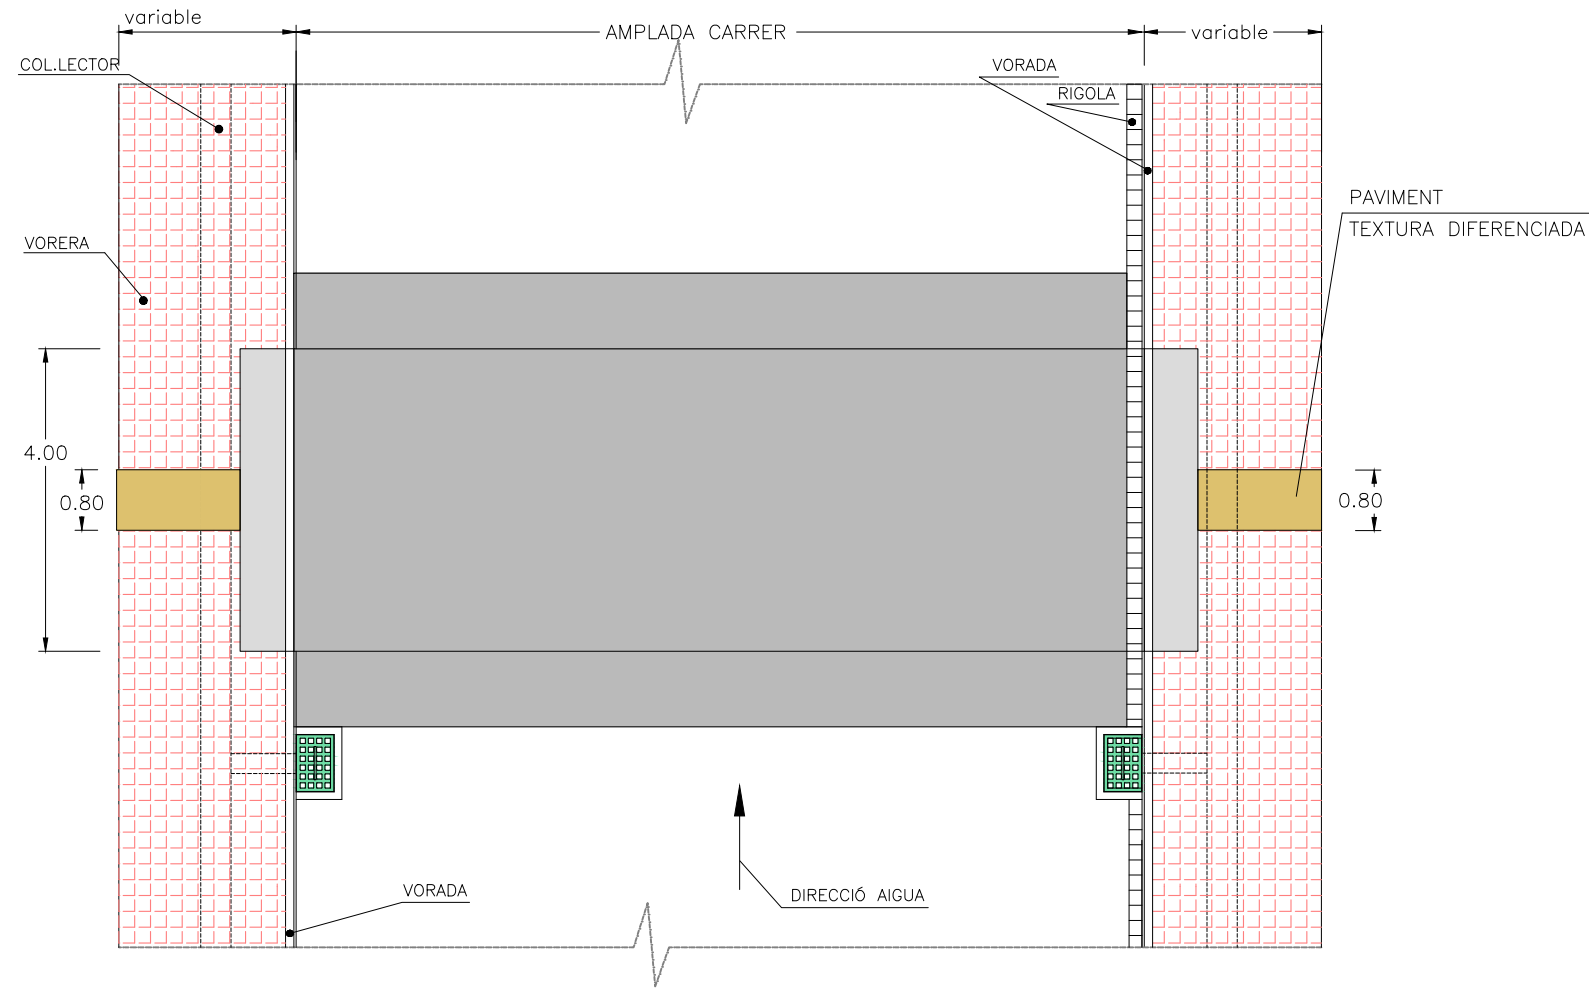 variable
AMPLADA CARRER
variable
COL.LECTOR
VORADA
RIGOLA
PAVIMENT
TEXTURA DIFERENCIADA
VORERA
4.00
0.80
0.80
VORADA
DIRECCIÓ AIGUA